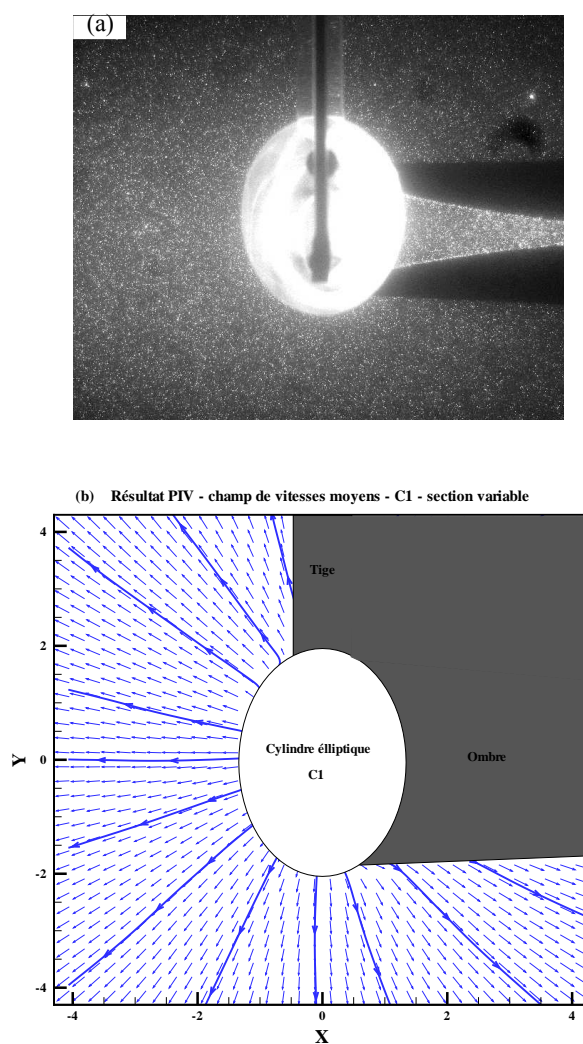 (a)
(b) Résultat PIV - champ de vitesses moyens - C1 - section variable
4
Tige
2
Y
0
Cylindre élliptique
C1
Ombre
-2
-4
-4
-2
0
2
4
X